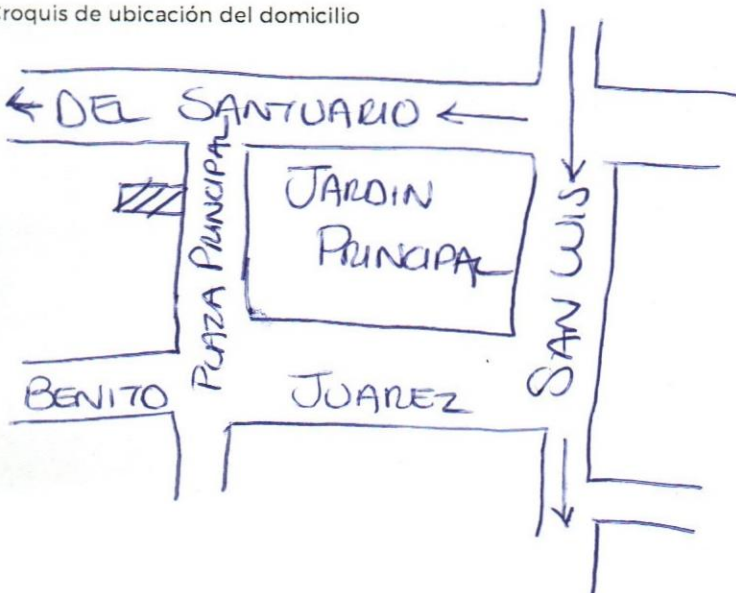 Croquis de ubicación del domicilio
DEL SANTUARIO
PLAZA PRINCIPAL
JARDIN
PRINCIPAL
SAN LUIS
BENITO JUAREZ